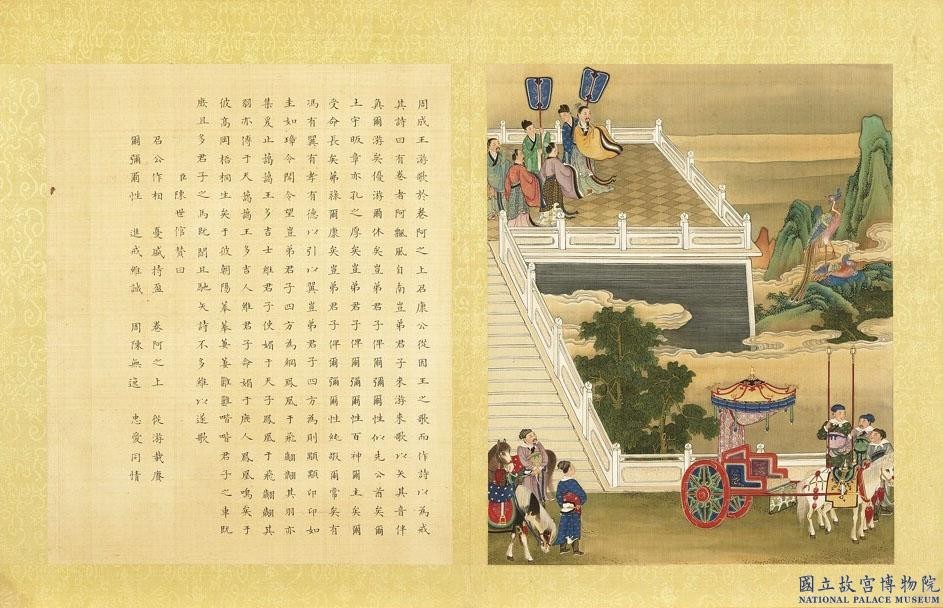 周成王游歌於卷阿之上召康公從因王之歌而作詩以為戒
其詩曰有卷者阿飄風自南豈弟君子來游來歌以矢其音伴
奐爾游矣優游爾休矣豈弟君子俾爾彌爾性似先公酋矣爾
土宇昄章亦孔之厚矣豈弟君子俾爾彌爾性百神爾主矣爾
受命長矣茀祿爾康矣豈弟君子俾爾彌爾性純嘏爾常矣有
馮有翼有孝有德以引以翼豈弟君子四方為則顒顒卬卬如
圭如璋令聞令望豈弟君子四方為綱鳳凰于飛翽翽其羽亦
集爰止藹藹王多吉士維君子使媚于天子鳳凰于飛翽翽其
羽亦傅于天藹藹王多吉人維君子命媚于庶人鳳凰鳴矣于
彼高岡梧桐生矣于彼朝陽菶菶萋萋雝雝喈喈君子之車既
庶且多君子之馬既閑且馳矢詩不多維以遂歌
臣陳世倌贊曰
召公作相 憂盛持盈 卷阿之上 從游載賡
爾彌爾性 進戒維誠 周陳無逸 忠愛同情
國立故宮博物院
NATIONAL PALACE MUSEUM